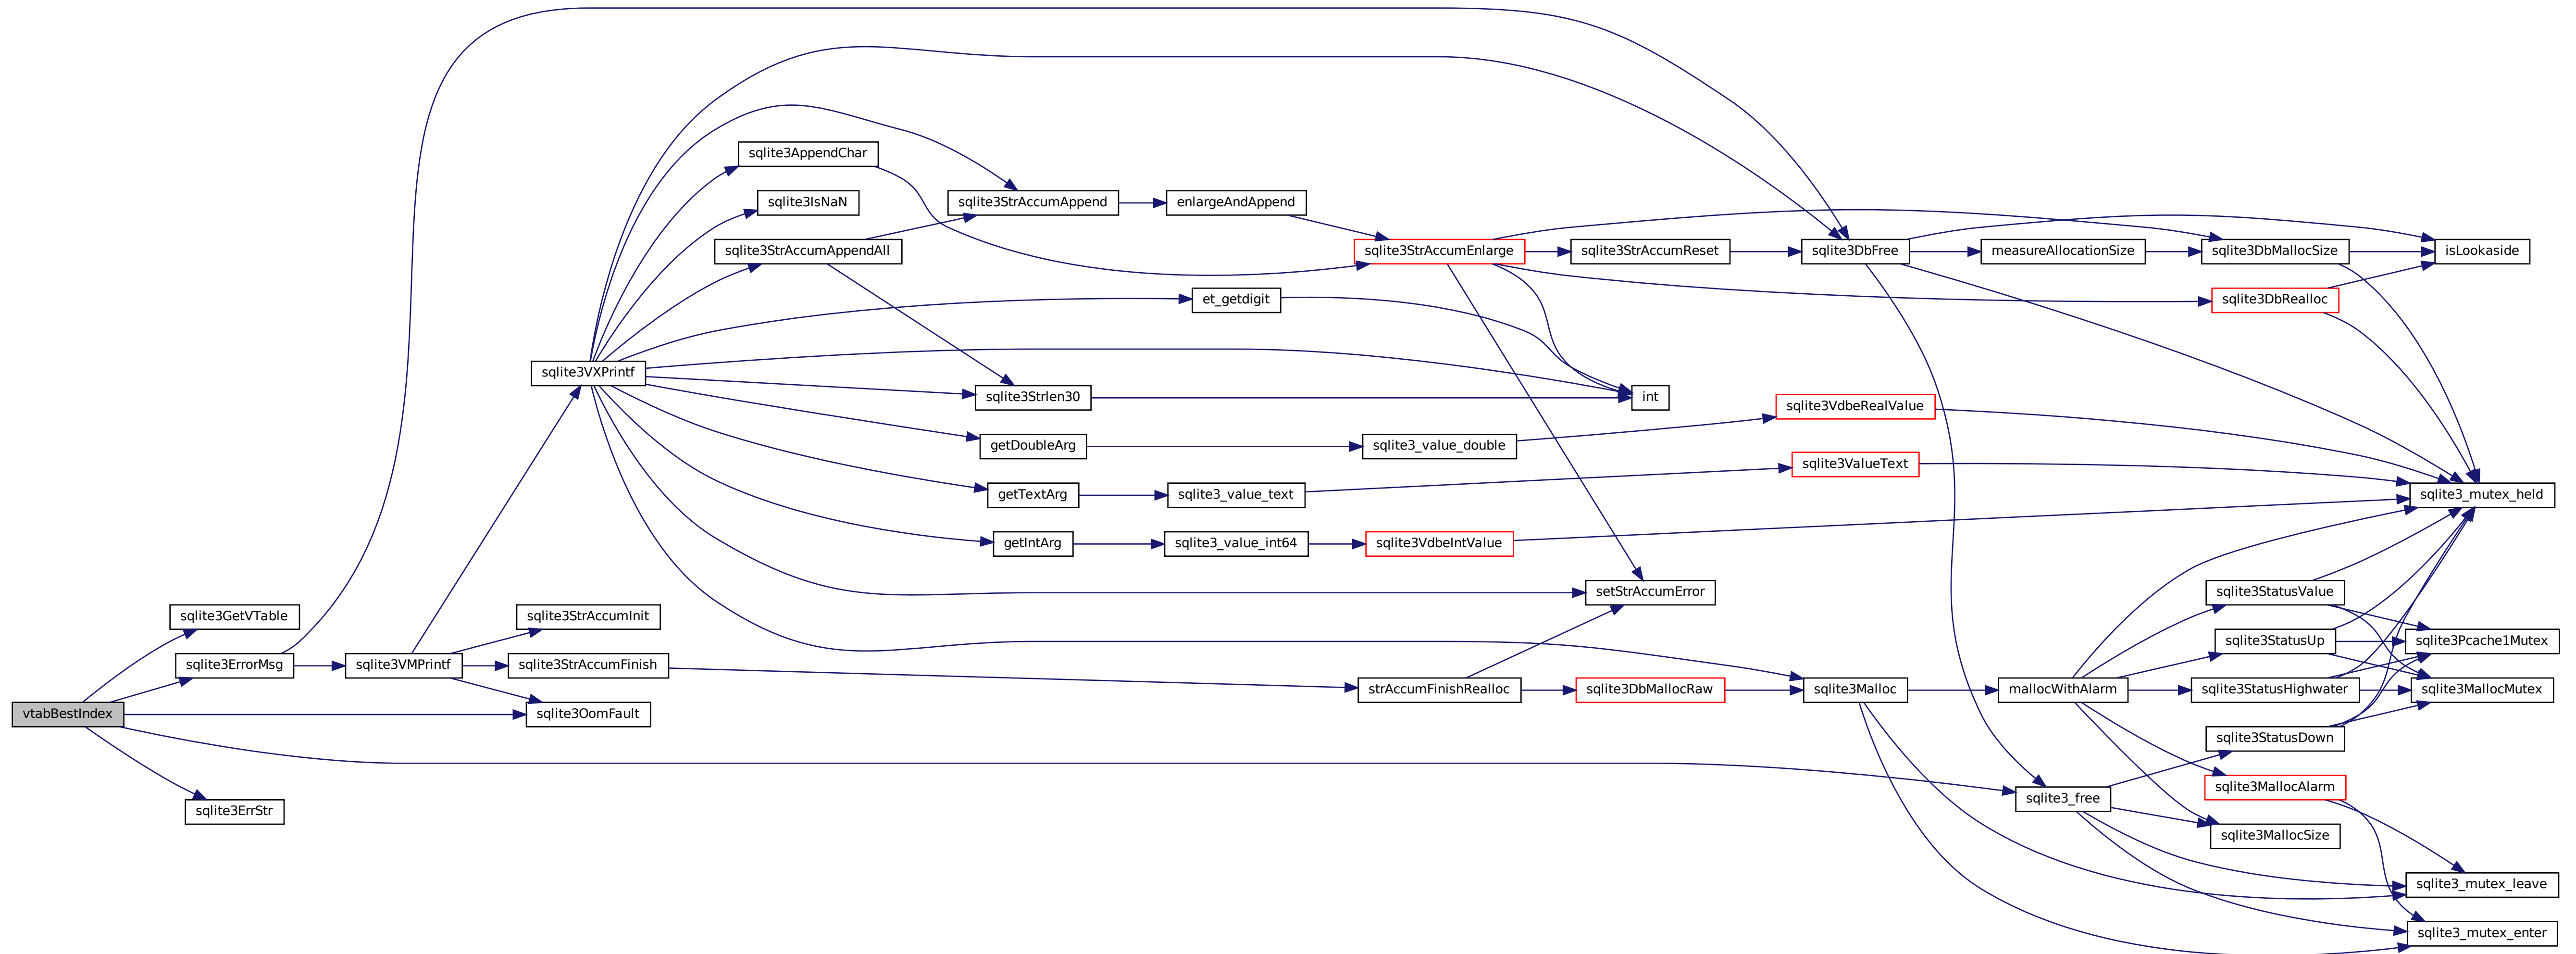 vtabBestIndex
sqlite3GetVTable
sqlite3ErrorMsg
sqlite3ErrStr
sqlite3VMPrintf
sqlite3VXPrintf
sqlite3StrAccumInit
sqlite3StrAccumFinish
sqlite3OomFault
sqlite3AppendChar
sqlite3IsNaN
sqlite3StrAccumAppendAll
sqlite3StrAccumAppend
sqlite3Strlen30
getDoubleArg
getTextArg
getIntArg
enlargeAndAppend
et_getdigit
sqlite3_value_text
sqlite3_value_int64
sqlite3StrAccumEnlarge
sqlite3_value_double
sqlite3VdbeIntValue
strAccumFinishRealloc
sqlite3StrAccumReset
int
setStrAccumError
sqlite3DbMallocRaw
sqlite3DbFree
sqlite3VdbeRealValue
sqlite3ValueText
sqlite3Malloc
measureAllocationSize
mallocWithAlarm
sqlite3_free
sqlite3DbMallocSize
sqlite3DbRealloc
sqlite3StatusValue
sqlite3StatusUp
sqlite3StatusHighwater
sqlite3StatusDown
sqlite3MallocAlarm
sqlite3MallocSize
isLookaside
sqlite3_mutex_held
sqlite3Pcache1Mutex
sqlite3MallocMutex
sqlite3_mutex_leave
sqlite3_mutex_enter